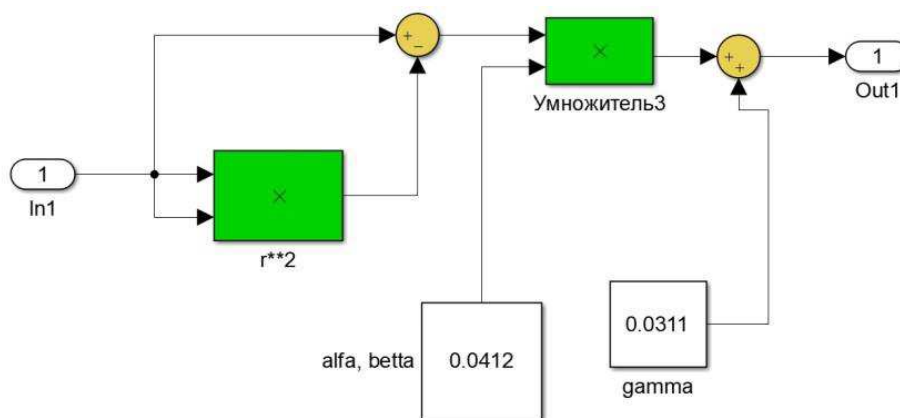 Умножитель3
1
Out1
1
In1
r**2
alfa, betta
0.0412
0.0311
gamma